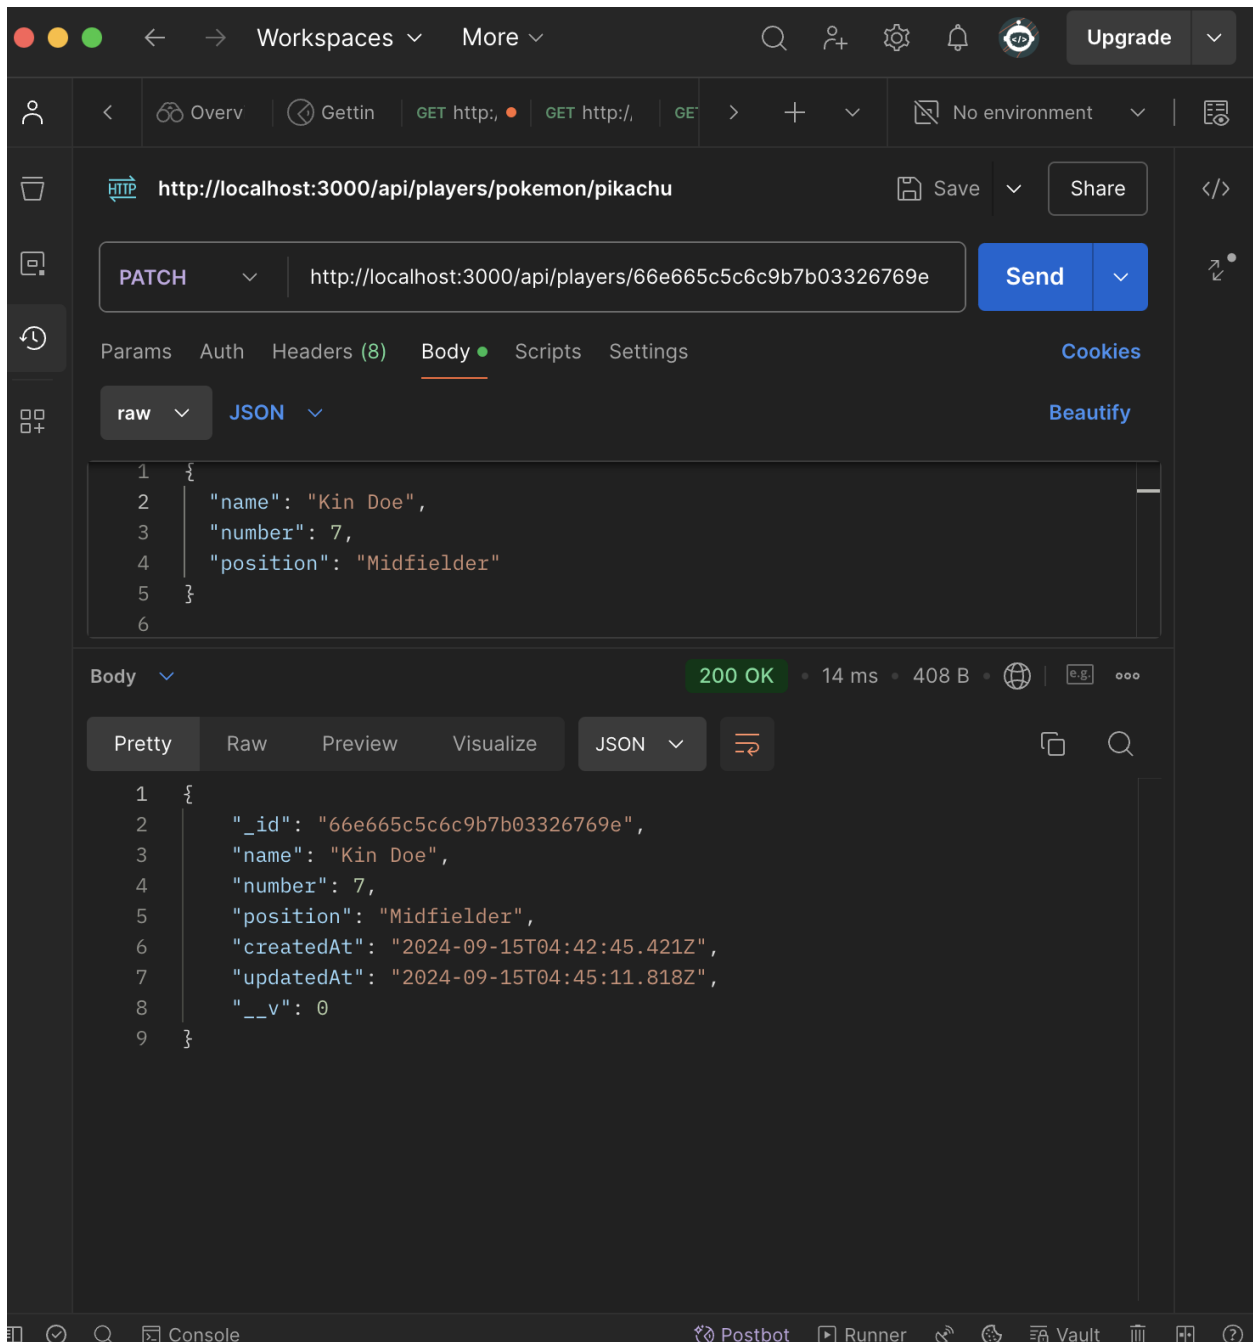 Workspaces More Upgrade
Overv Gettin GET http:, GET http:/, GE No environment
HTTP http://localhost:3000/api/players/pokemon/pikachu Save Share
PATCH http://localhost:3000/api/players/66e665c5c6c9b7b03326769e Send
Params Auth Headers (8) Body Scripts Settings Cookies
raw JSON Beautify
1 {
2 "name": "Kin Doe",
3 "number": 7,
4 "position": "Midfielder"
5 }
6
Body 200 OK • 14 ms • 408 B • e.g.
Pretty Raw Preview Visualize JSON
1 {
2 "_id": "66e665c5c6c9b7b03326769e",
3 "name": "Kin Doe",
4 "number": 7,
5 "position": "Midfielder",
6 "createdAt": "2024-09-15T04:42:45.421Z",
7 "updatedAt": "2024-09-15T04:45:11.818Z",
8 "__v": 0
9 }
Console Postbot Runner Vault